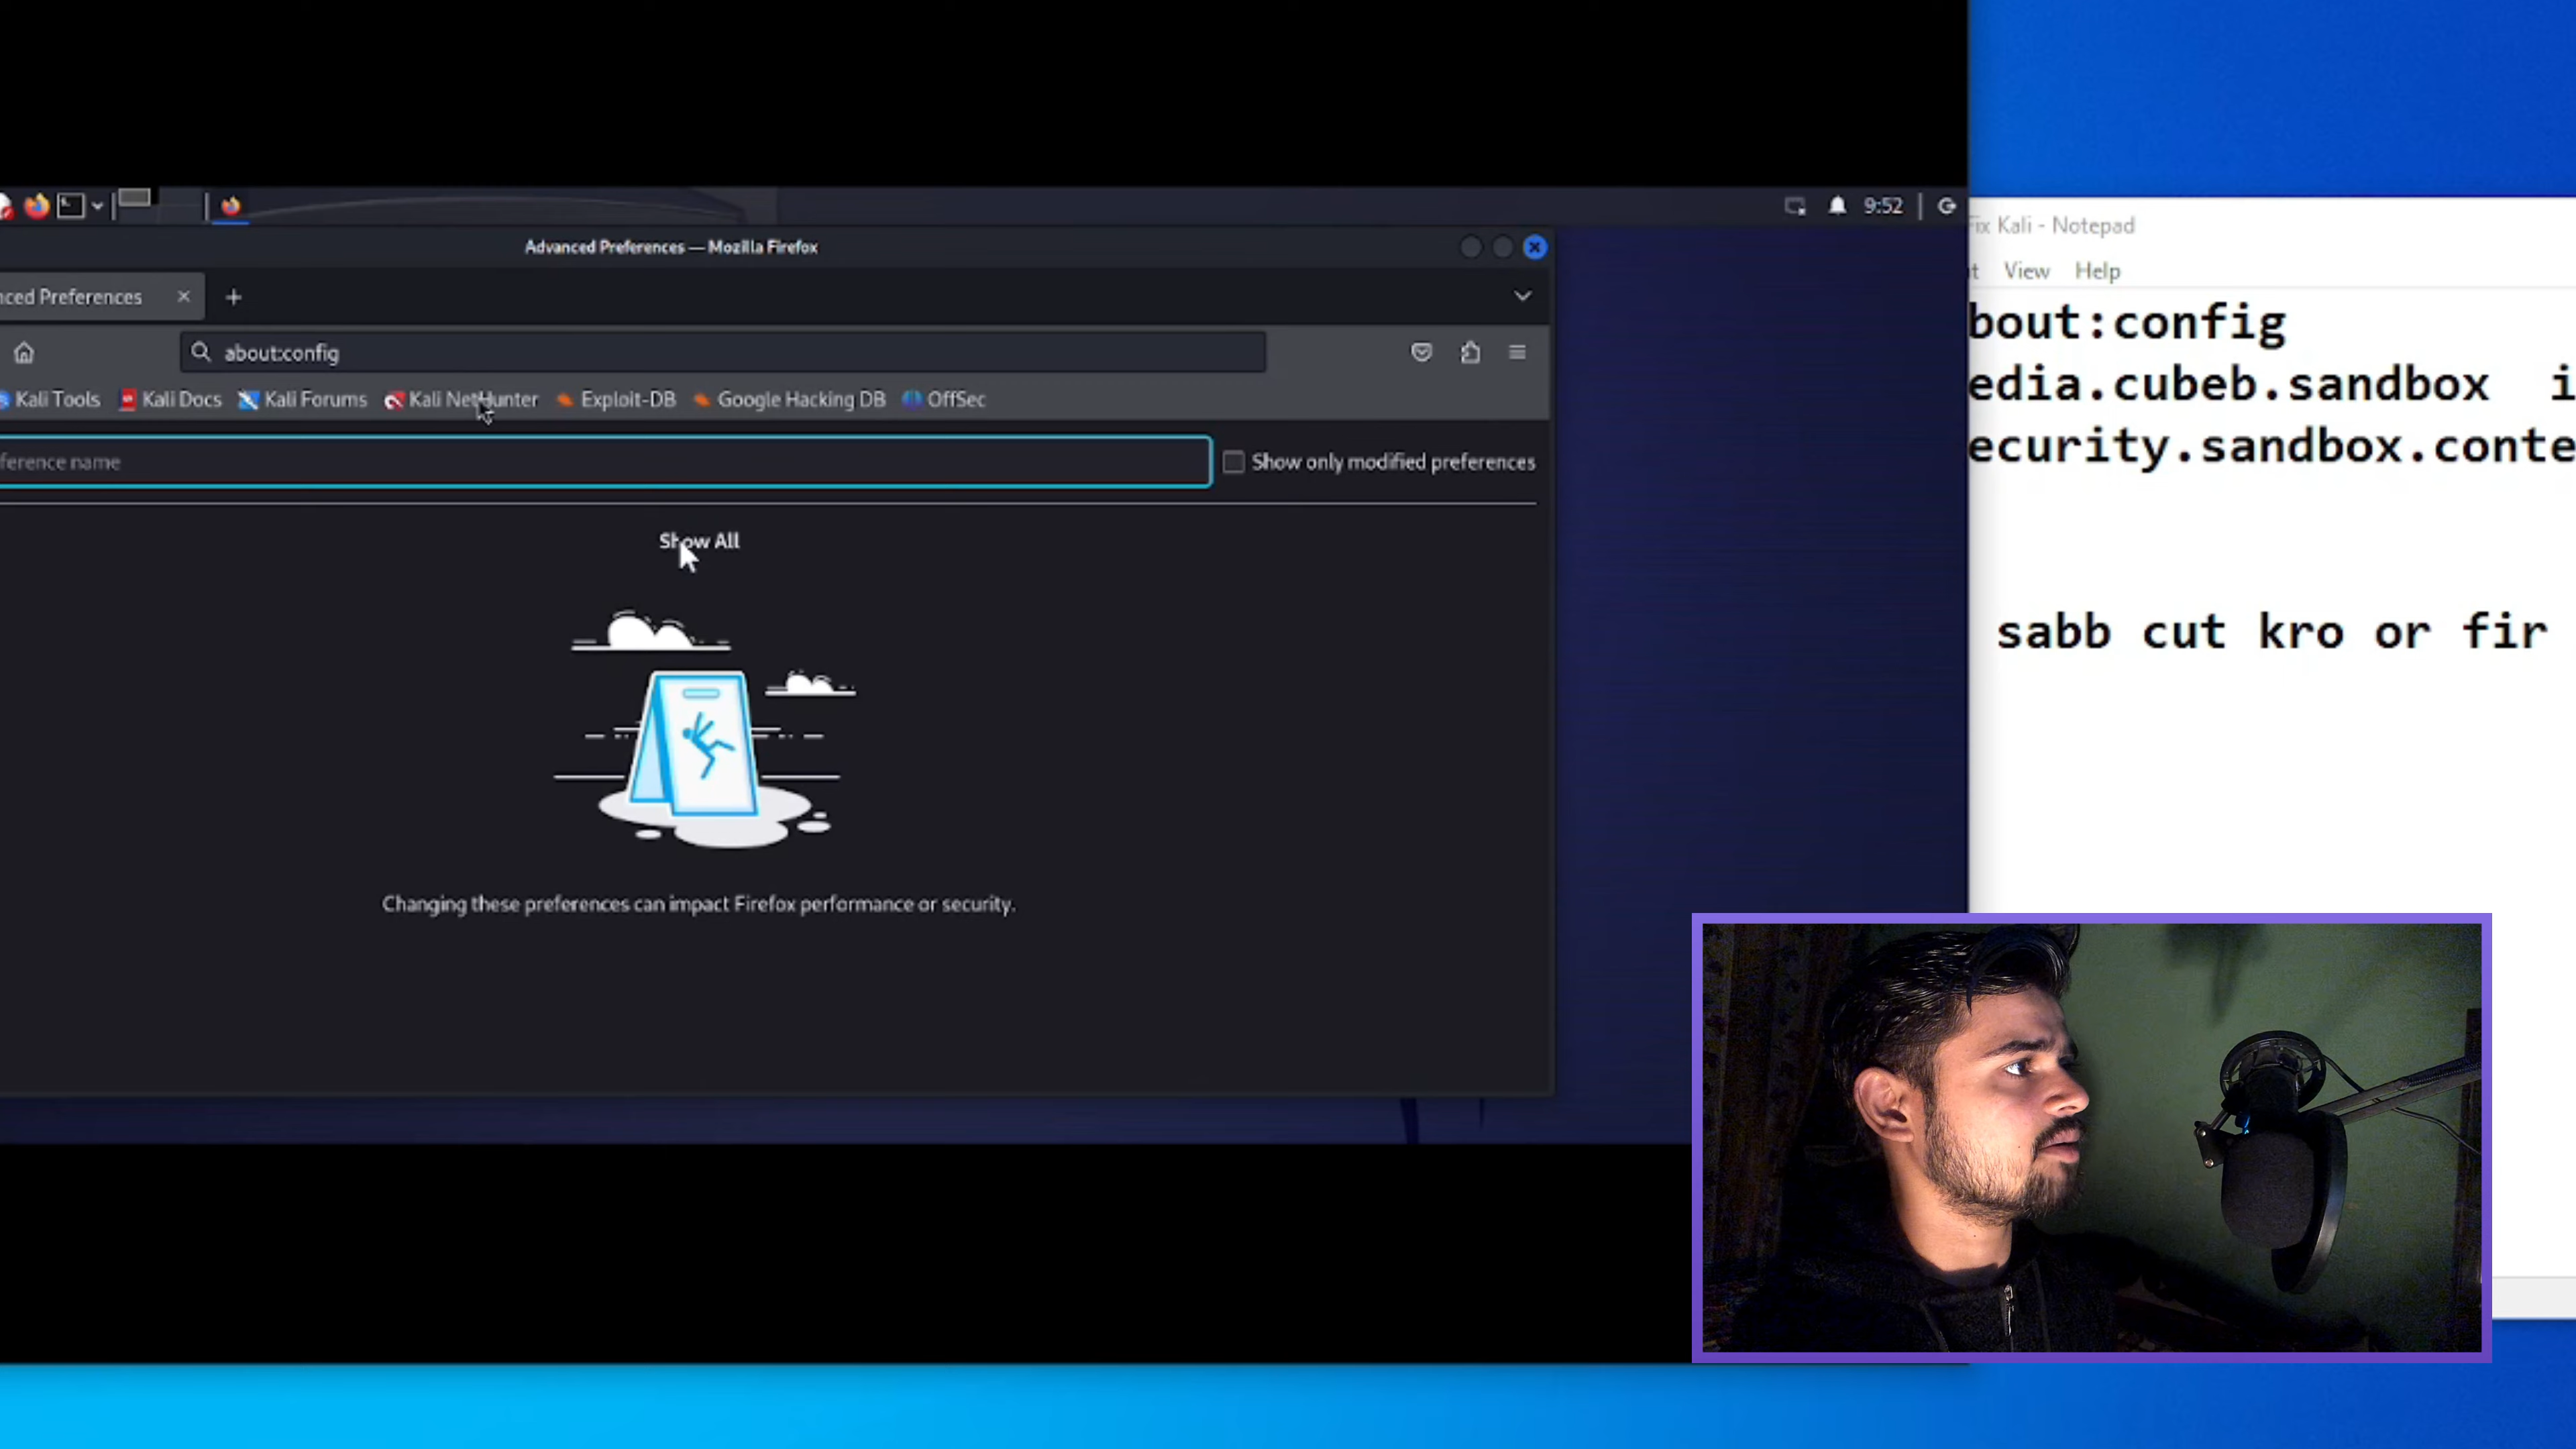 9:52
Advanced Preferences — Mozilla Firefox
nced Preferences
about:config
Kali Tools Kali Docs Kali Forums Kali NetHunter Exploit-DB Google Hacking DB OffSec
ference name
Show only modified preferences
Show All
Changing these preferences can impact Firefox performance or security.
Fix Kali - Notepad
t View Help
bout:config
edia.cubeb.sandbox i
ecurity.sandbox.conte
sabb cut kro or fir